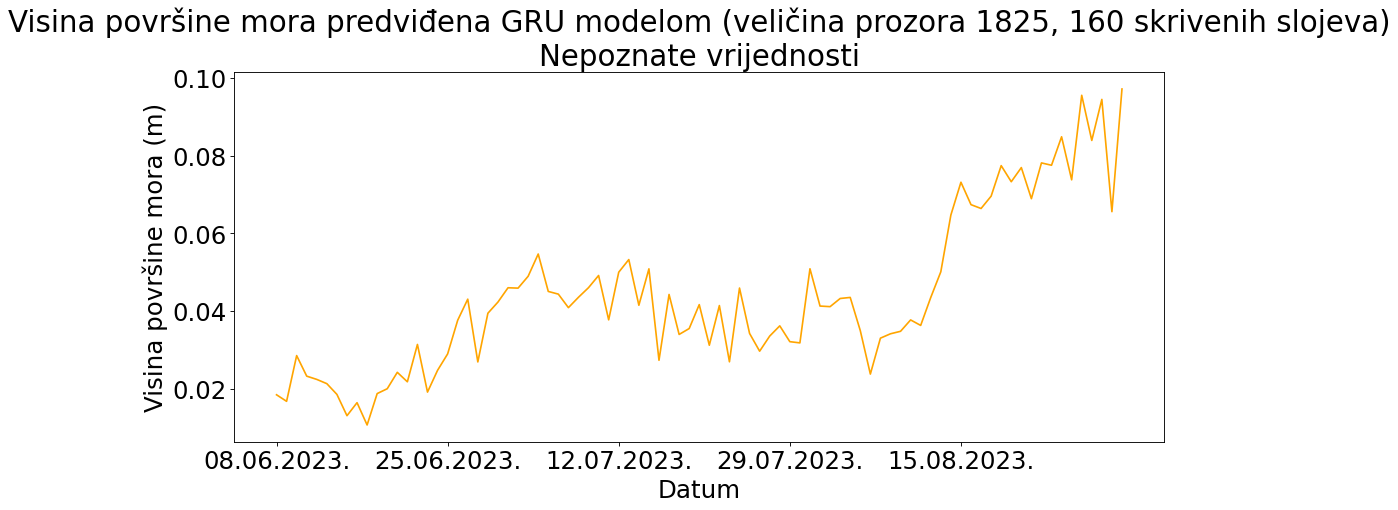 Visina površine mora predviđena GRU modelom (veličina prozora 1825, 160 skrivenih slojeva)
Nepoznate vrijednosti
Visina površine mora (m)
0.10
0.08
0.06
0.04
0.02
08.06.2023.
25.06.2023.
12.07.2023.
29.07.2023.
15.08.2023.
Datum